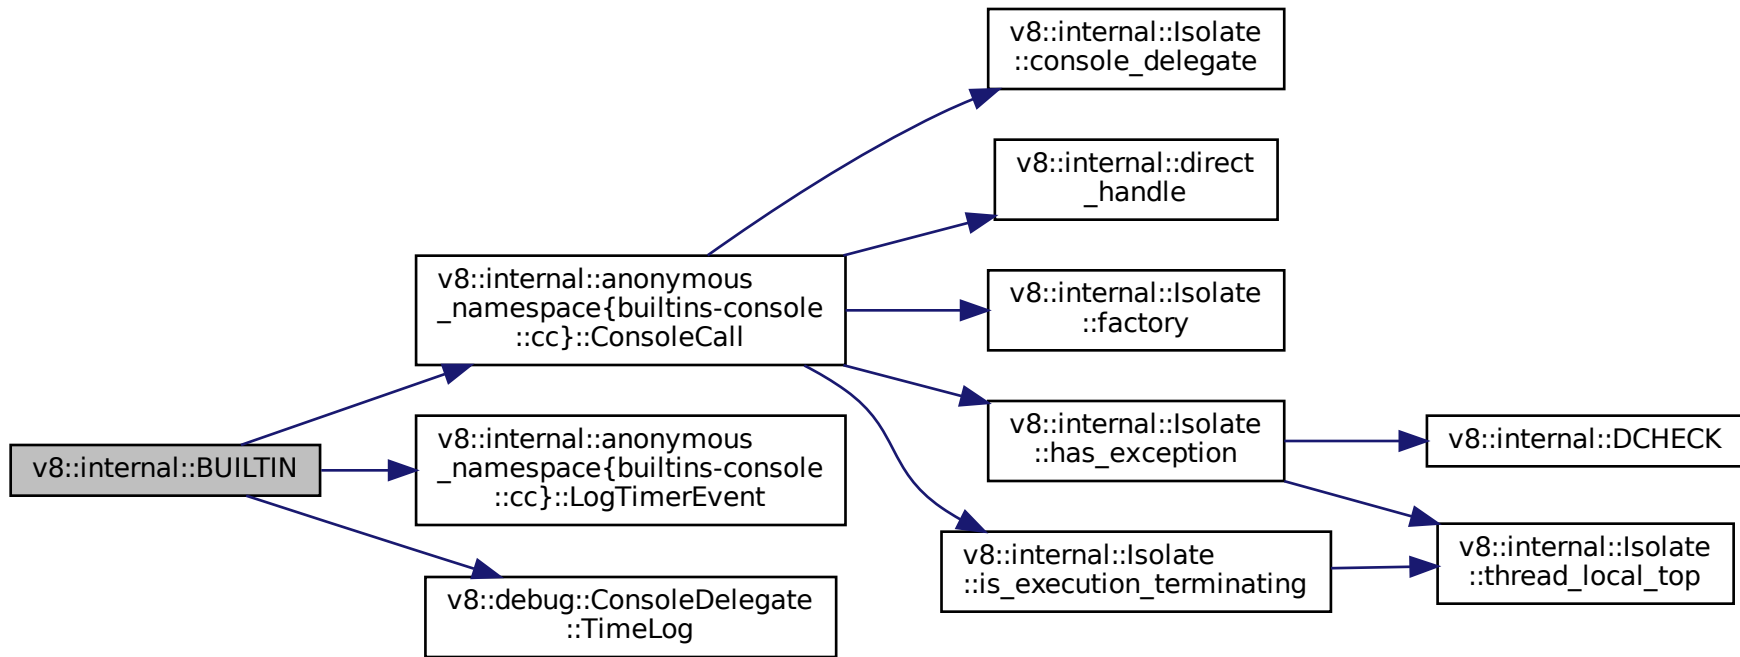 v8::internal::BUILTIN
v8::internal::anonymous
_namespace{builtins-console
::cc}::ConsoleCall
v8::internal::anonymous
_namespace{builtins-console
::cc}::LogTimerEvent
v8::debug::ConsoleDelegate
::TimeLog
v8::internal::Isolate
::console_delegate
v8::internal::direct
_handle
v8::internal::Isolate
::factory
v8::internal::Isolate
::has_exception
v8::internal::Isolate
::is_execution_terminating
v8::internal::DCHECK
v8::internal::Isolate
::thread_local_top